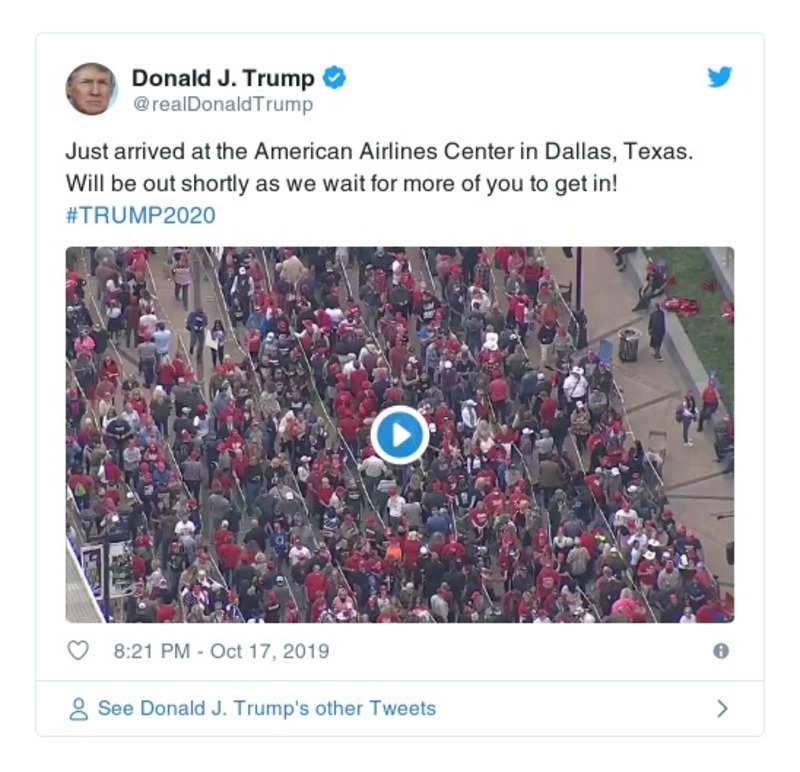 Donald J. Trump
@realDonaldTrump
Just arrived at the American Airlines Center in Dallas, Texas.
Will be out shortly as we wait for more of you to get in!
#TRUMP2020
8:21 PM - Oct 17, 2019
See Donald J. Trump's other Tweets